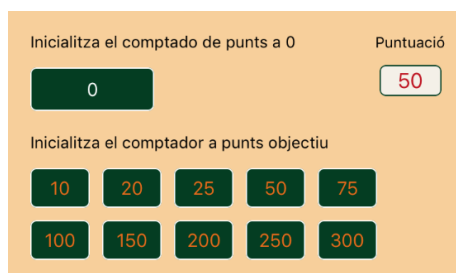 Inicialitza el comptado de punts a 0
Puntuació
0
50
Inicialitza el comptador a punts objectiu
10 20 25 50 75
100 150 200 250 300